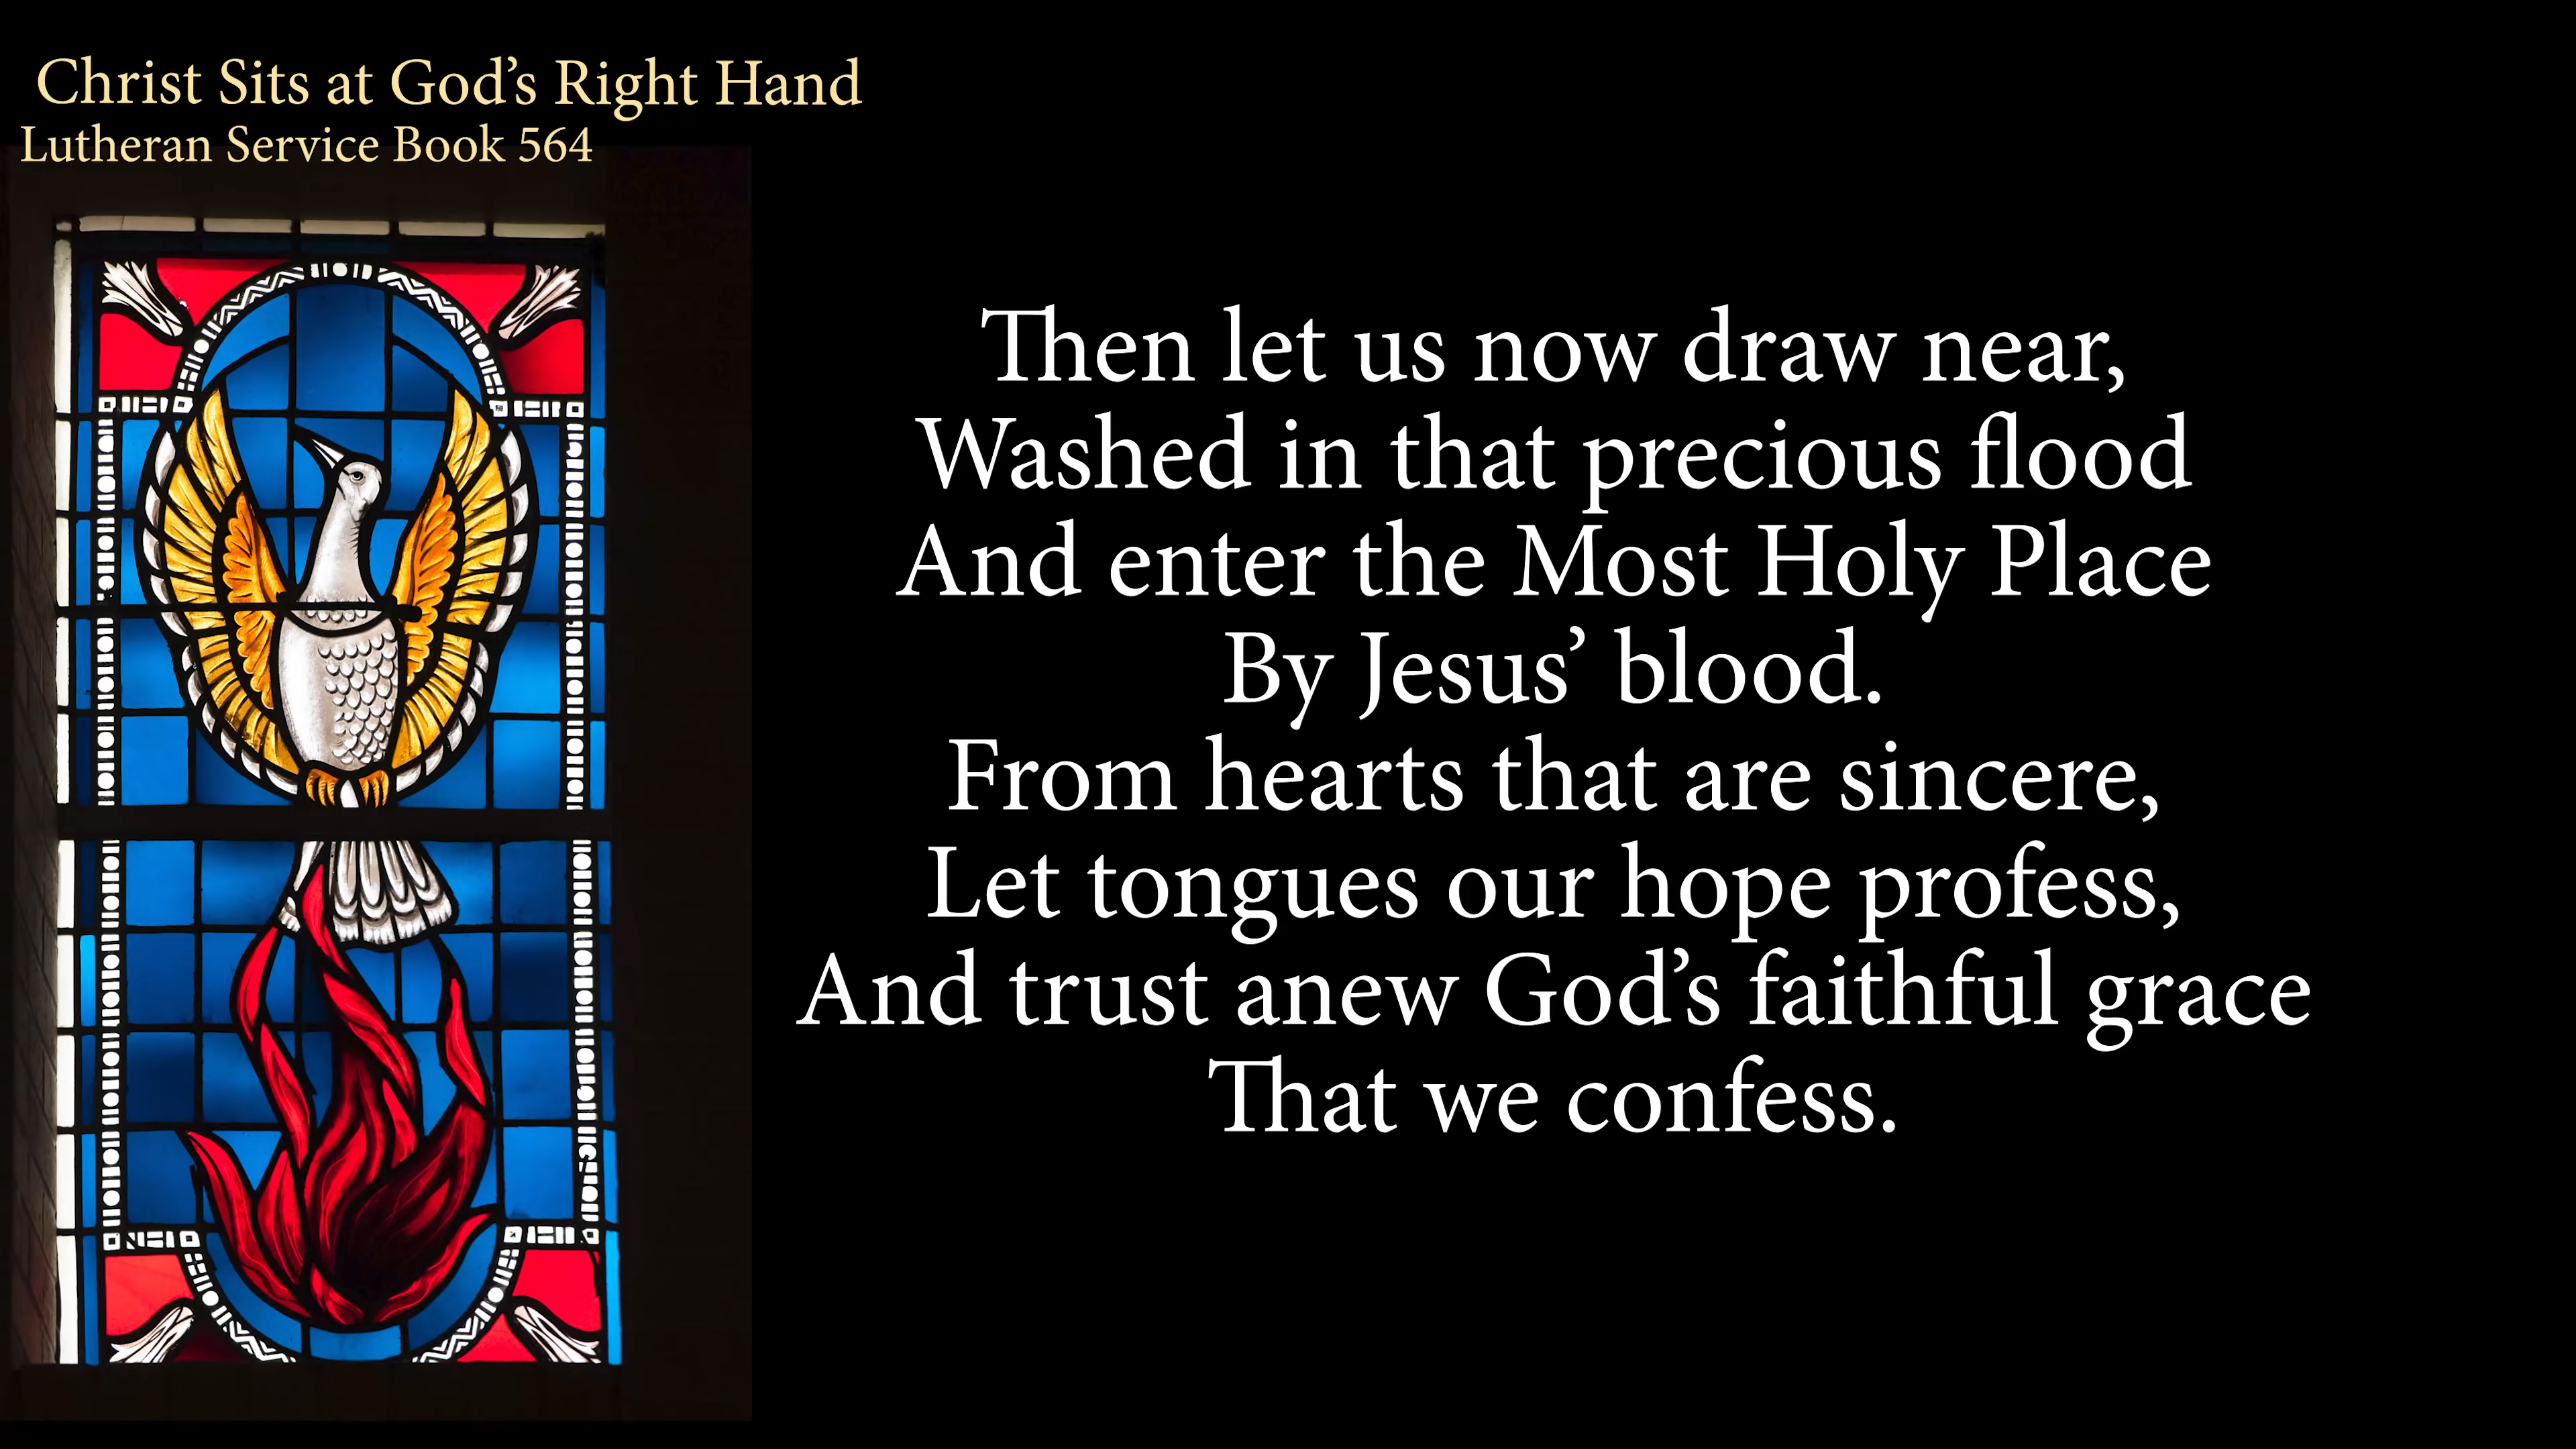 Christ Sits at God’s Right Hand
Lutheran Service Book 564
Then let us now draw near,
Washed in that precious flood
And enter the Most Holy Place
By Jesus’ blood.
From hearts that are sincere,
Let tongues our hope profess,
And trust anew God’s faithful grace
That we confess.